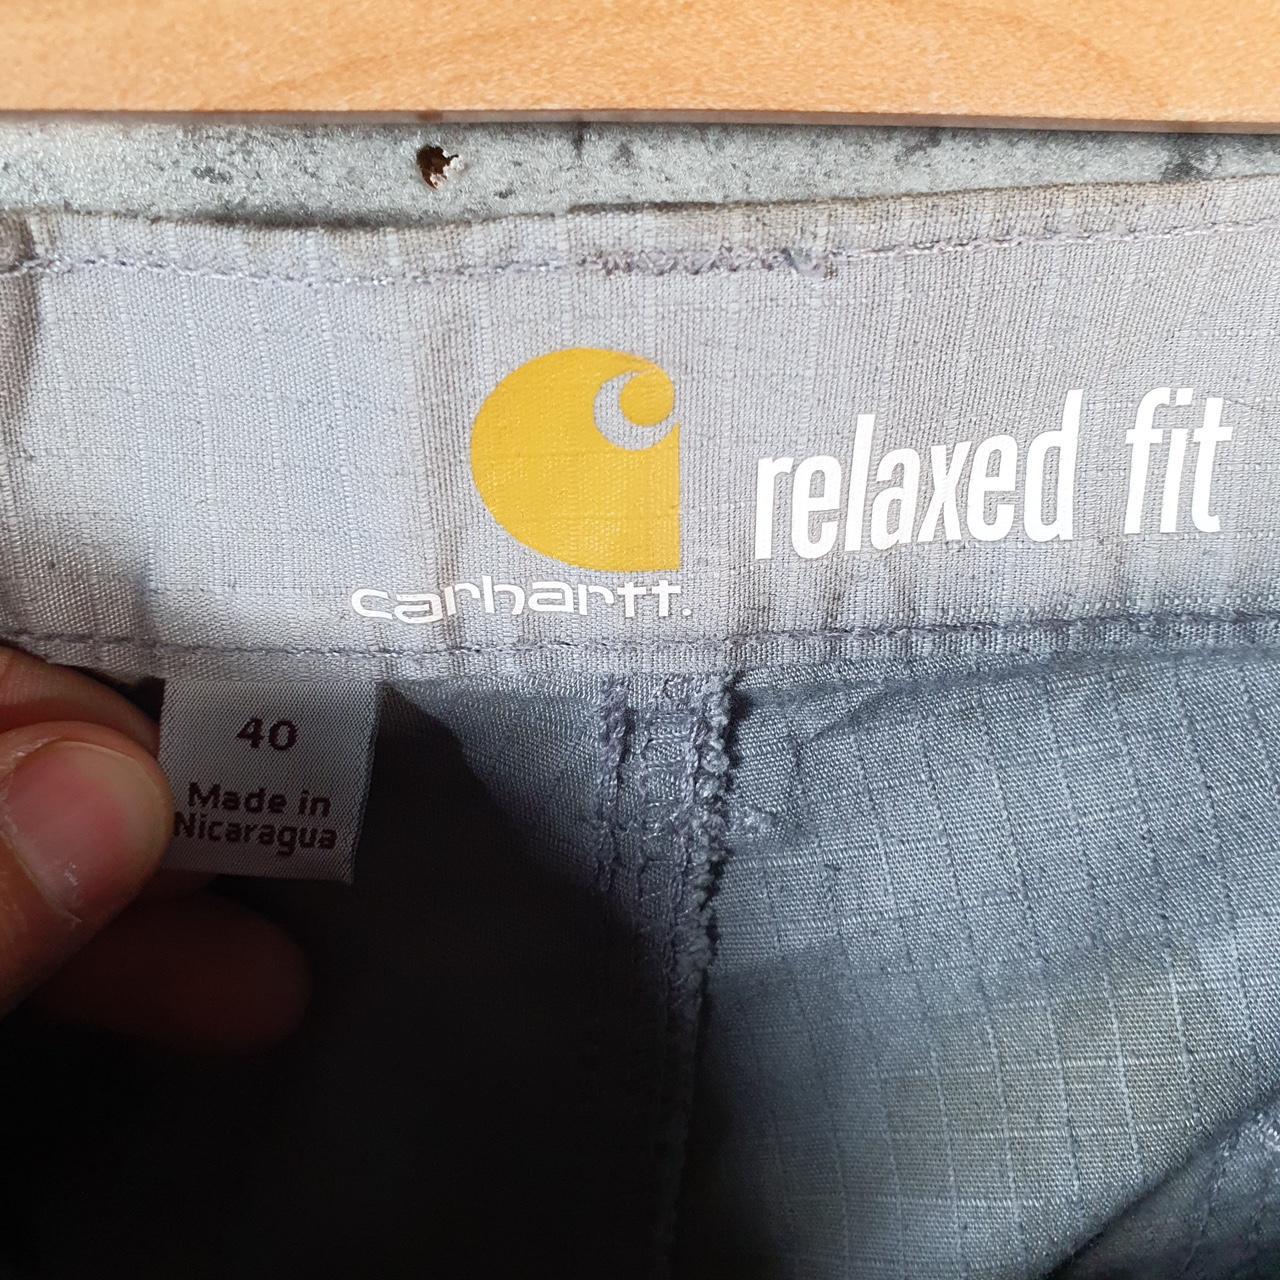 relaxed fit
carhartt.
40
Made in
Nicaragua